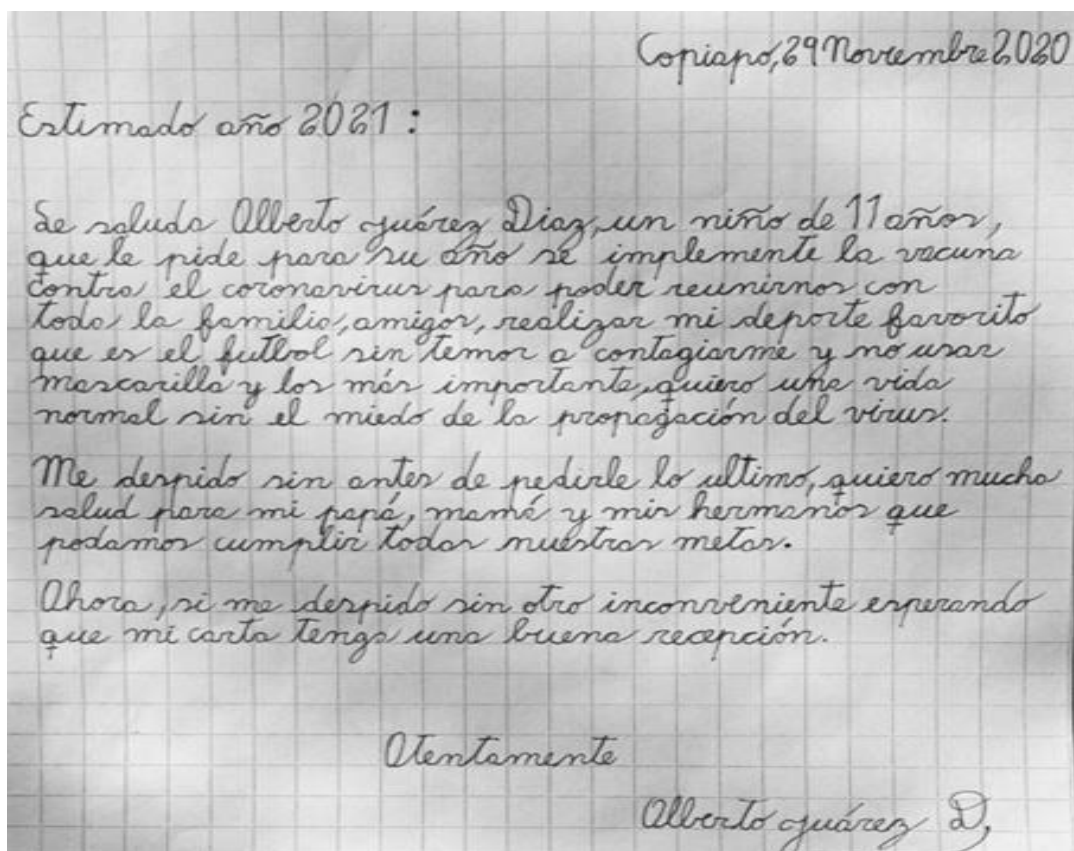 Copiapó, 29 Noviembre 2020
Estimado año 2021 :
Se saluda Alberto Juárez Diaz, un niño de 11 años,
que le pide para su año se implemente la vacuna
contra el coronavirus para poder reunirnos con
toda la familia, amigos, realizar mi deporte favorito
que es el futbol sin temor a contagiarme y no usar
mascarilla y los más importante, quiero una vida
normal sin el miedo de la propagación del virus.
Me despido sin antes de pedirle lo ultimo, quiero mucha
salud para mi papá, mamá y mis hermanos que
podamos cumplir todas nuestras metas.
Ahora, si me despido sin otro inconveniente esperando
que mi carta tenga una buena recepción.
Atentamente
Alberto Juárez D,